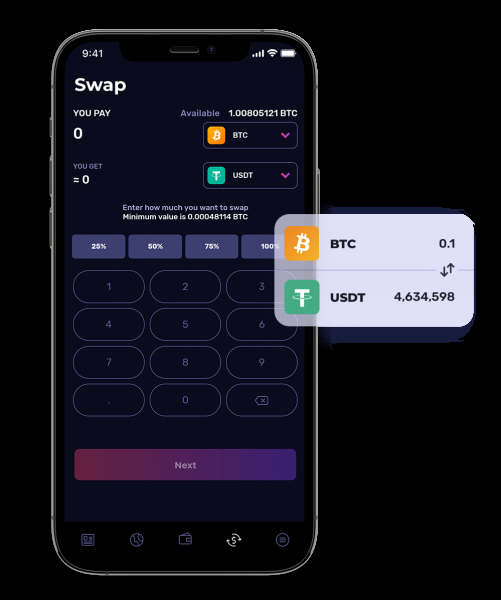 9:41
Swap
YOU PAY
Available 1.00805121 BTC
0
BTC
YOU GET
≈ 0
USDT
Enter how much you want to swap
Minimum value is 0.00048114 BTC
25% 50% 75% 100%
BTC 0.1
USDT 4,634,598
1 2 3
4 5 6
7 8 9
. 0
Next